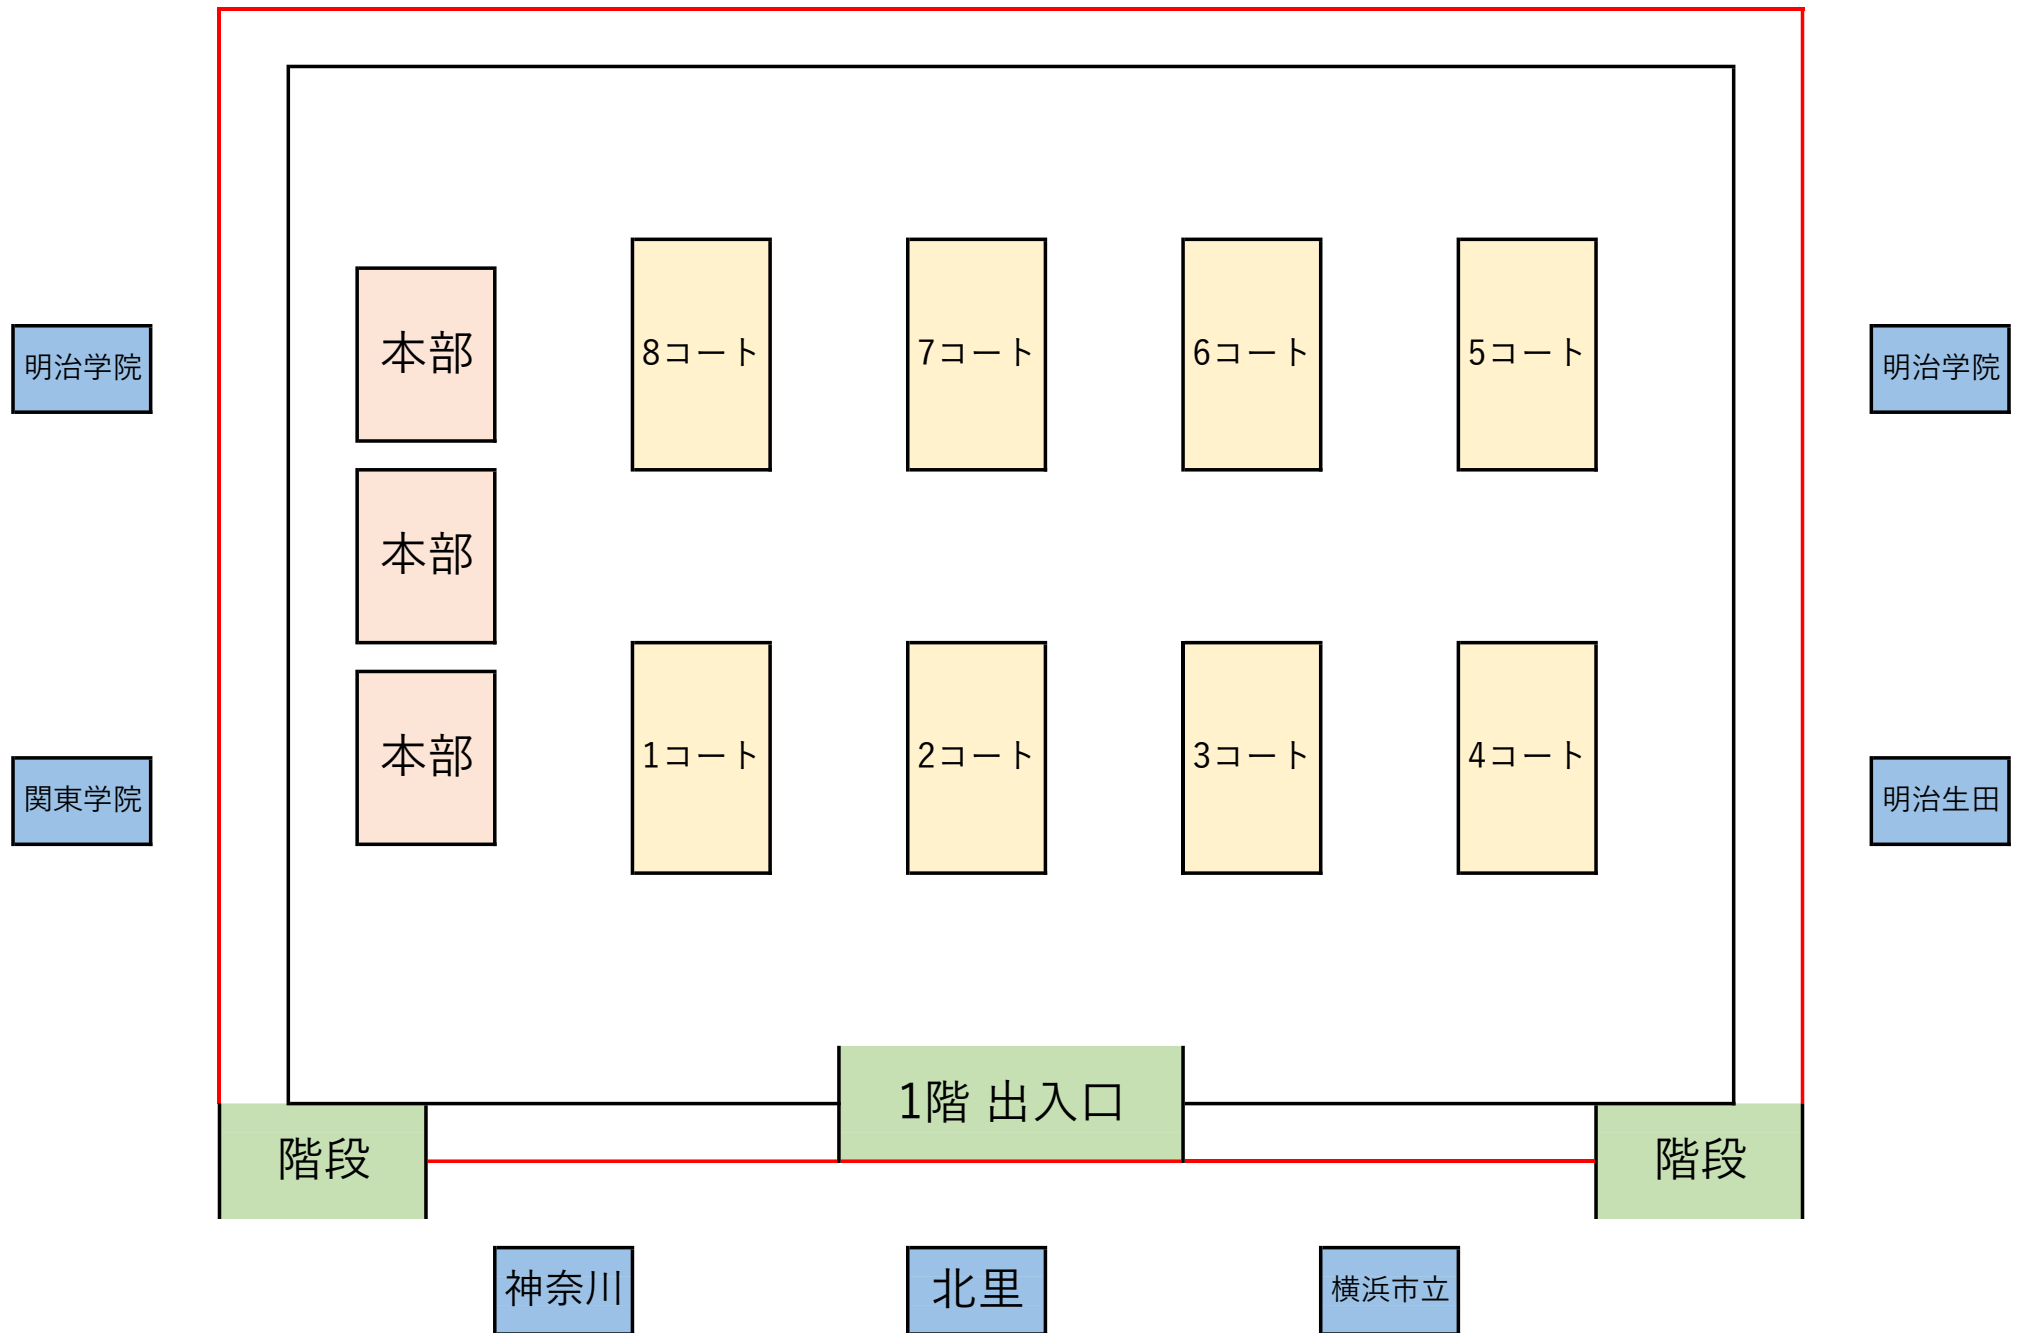 本部
8コート
7コート
6コート
5コート
明治学院
明治学院
本部
本部
1コート
2コート
3コート
4コート
関東学院
明治生田
1階 出入口
階段
階段
神奈川
北里
横浜市立